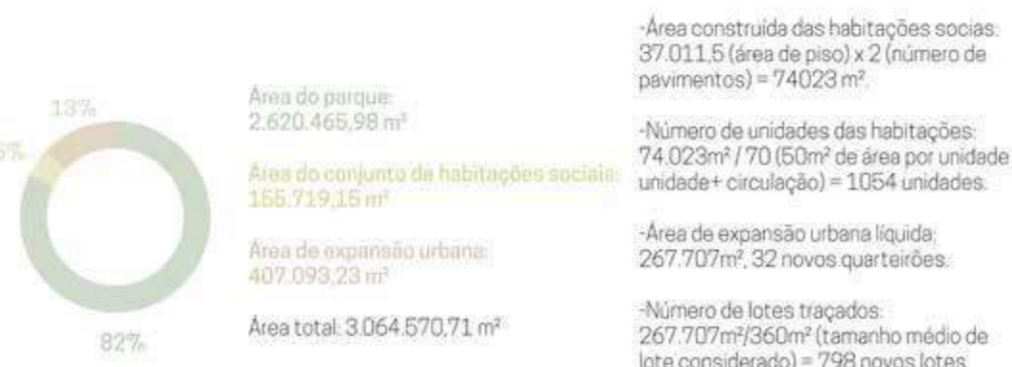 13%
5%
82%
Área do parque:
2.620.465,98 m²
Área do conjunto de habitações sociais:
155.719,15 m²
Área de expansão urbana:
407.093,23 m²
Área total: 3.064.570,71 m²
-Área construída das habitações socias:
37.011,5 (área de piso) x 2 (número de
pavimentos) = 74023 m².
-Número de unidades das habitações:
74.023m² / 70 (50m² de área por unidade
unidade+ circulação) = 1054 unidades.
-Área de expansão urbana líquida:
267.707m², 32 novos quarteirões.
-Número de lotes traçados:
267.707m²/360m² (tamanho médio de
lote considerado) = 798 novos lotes